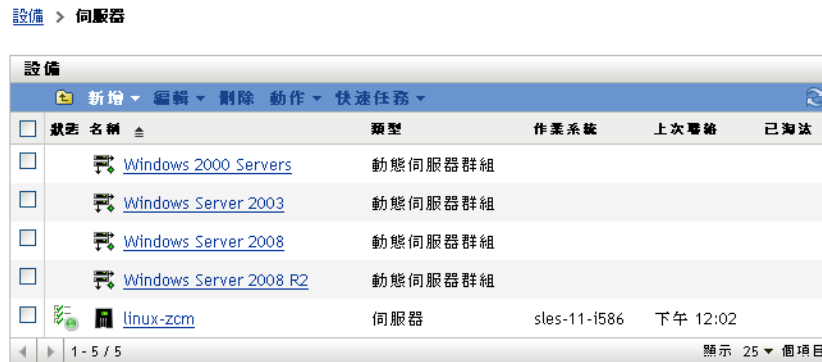 設備 > 伺服器
設備
新增 編輯 刪除 動作 快速任務
狀態 名稱 類型 作業系統 上次聯絡 已淘汰
Windows 2000 Servers 動態伺服器群組
Windows Server 2003 動態伺服器群組
Windows Server 2008 動態伺服器群組
Windows Server 2008 R2 動態伺服器群組
linux-zcm 伺服器 sles-11-i586 下午 12:02
1 - 5 / 5 顯示 25 個項目